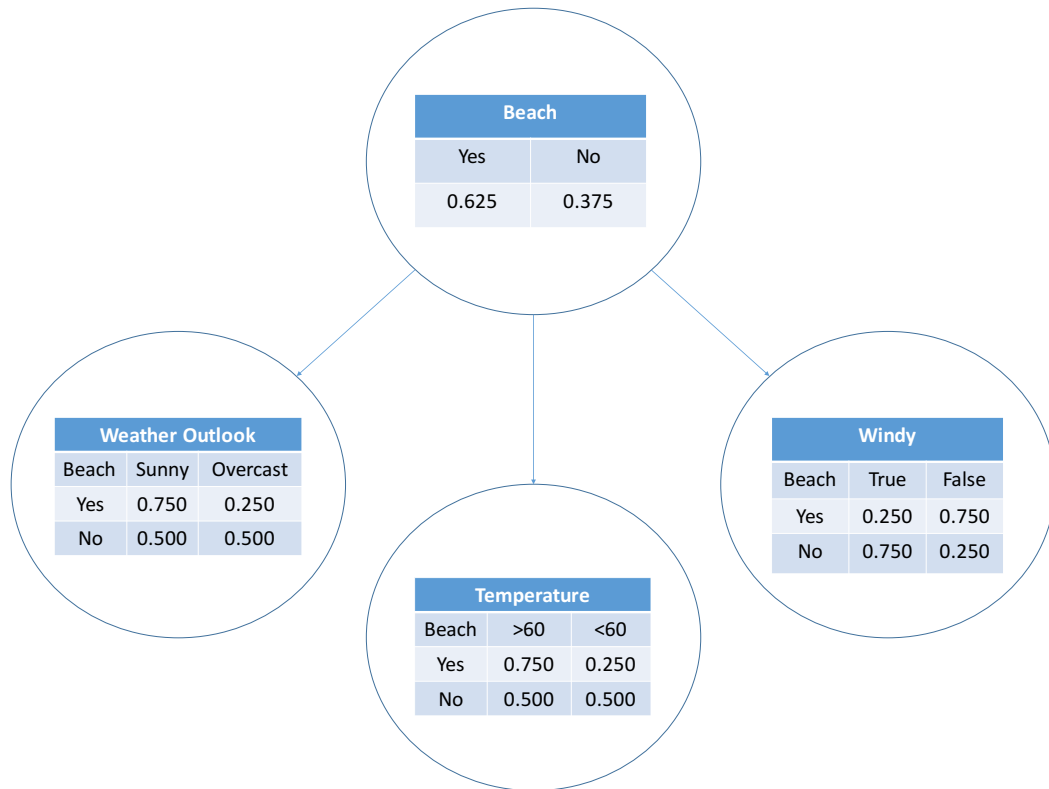 Beach
Yes No
0.625 0.375
Weather Outlook
Beach Sunny Overcast
Yes 0.750 0.250
No 0.500 0.500
Temperature
Beach >60 <60
Yes 0.750 0.250
No 0.500 0.500
Windy
Beach True False
Yes 0.250 0.750
No 0.750 0.250